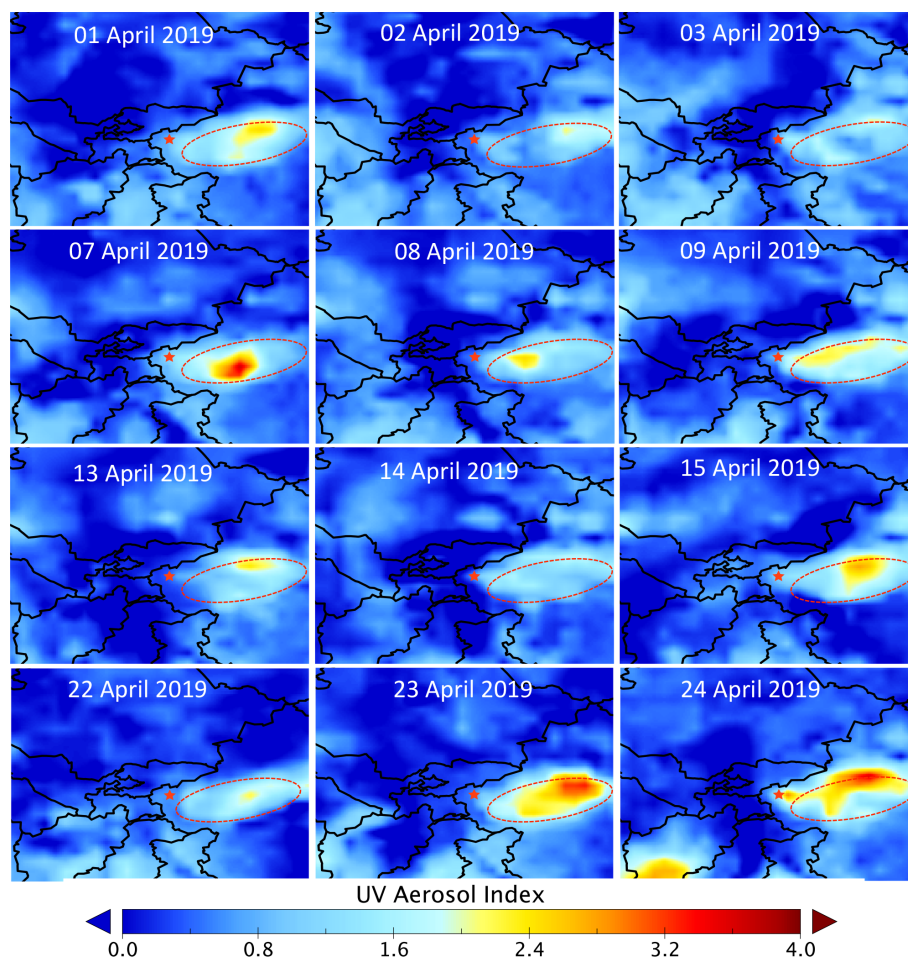 01 April 2019
02 April 2019
03 April 2019
07 April 2019
08 April 2019
09 April 2019
13 April 2019
14 April 2019
15 April 2019
22 April 2019
23 April 2019
24 April 2019
UV Aerosol Index
0.0 0.8 1.6 2.4 3.2 4.0